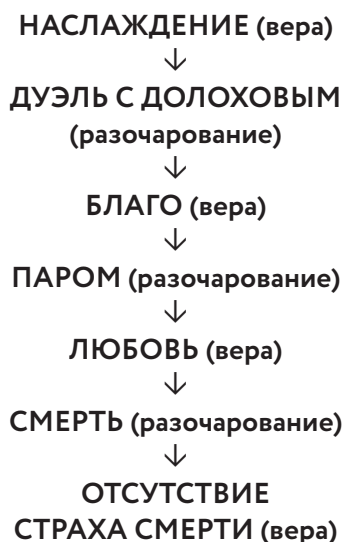 НАСЛАЖДЕНИЕ (вера)
↓
ДУЭЛЬ С ДОЛОХОВЫМ
(разочарование)
↓
БЛАГО (вера)
↓
ПАРОМ (разочарование)
↓
ЛЮБОВЬ (вера)
↓
СМЕРТЬ (разочарование)
↓
ОТСУТСТВИЕ
СТРАХА СМЕРТИ (вера)